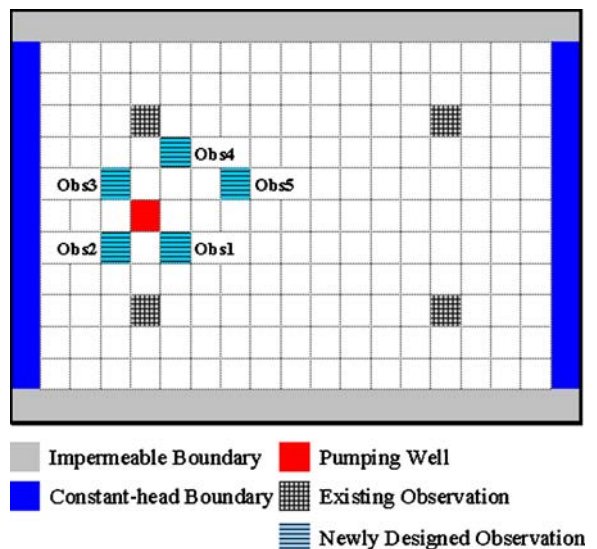 Obs4
Obs3
Obs5
Obs2
Obs1
Impermeable Boundary
Pumping Well
Constant-head Boundary
Existing Observation
Newly Designed Observation